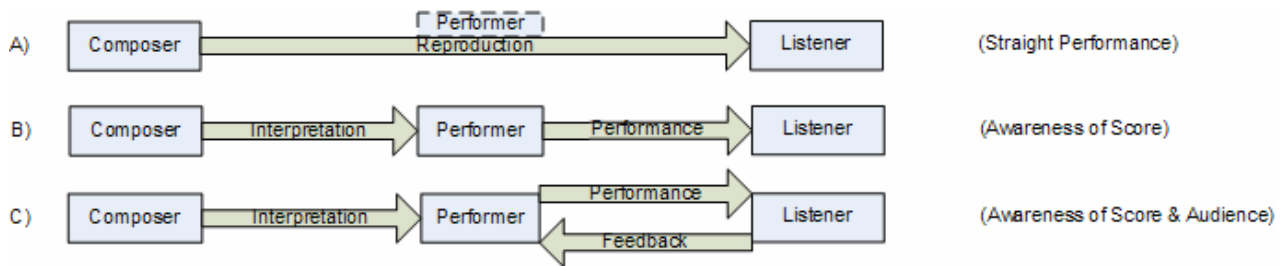 Performer
A) Composer Reproduction Listener (Straight Performance)
B) Composer Interpretation Performer Performance Listener (Awareness of Score)
Performance
C) Composer Interpretation Performer Listener (Awareness of Score & Audience)
Feedback